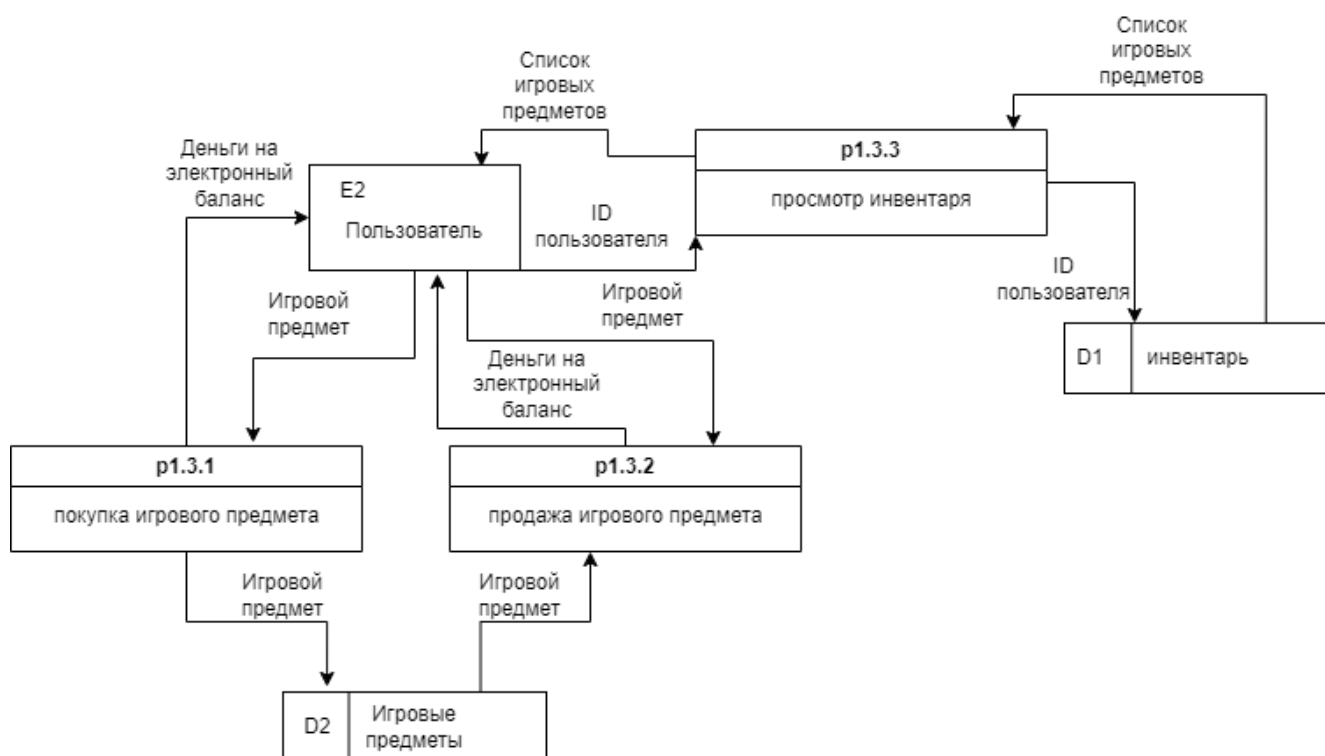 Список
игровых
предметов
Список
игровых
предметов
p1.3.3
просмотр инвентаря
Деньги на
электронный
баланс
E2
Пользователь
ID
пользователя
ID
пользователя
Игровой
предмет
Игровой
предмет
Деньги на
электронный
баланс
D1
инвентарь
p1.3.1
покупка игрового предмета
p1.3.2
продажа игрового предмета
Игровой
предмет
Игровой
предмет
D2
Игровые
предметы